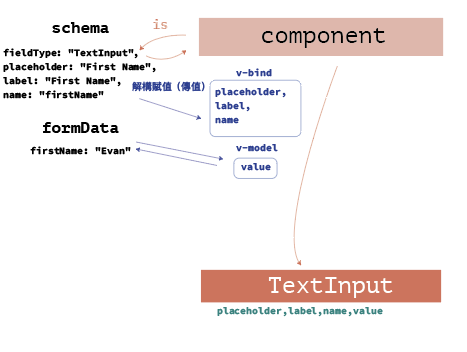 schema
is
component
fieldType: "TextInput",
placeholder: "First Name",
label: "First Name",
name: "firstName"
解構賦值 (傳值)
v-bind
placeholder,
label,
name
formData
firstName: "Evan"
v-model
value
TextInput
placeholder,label,name,value